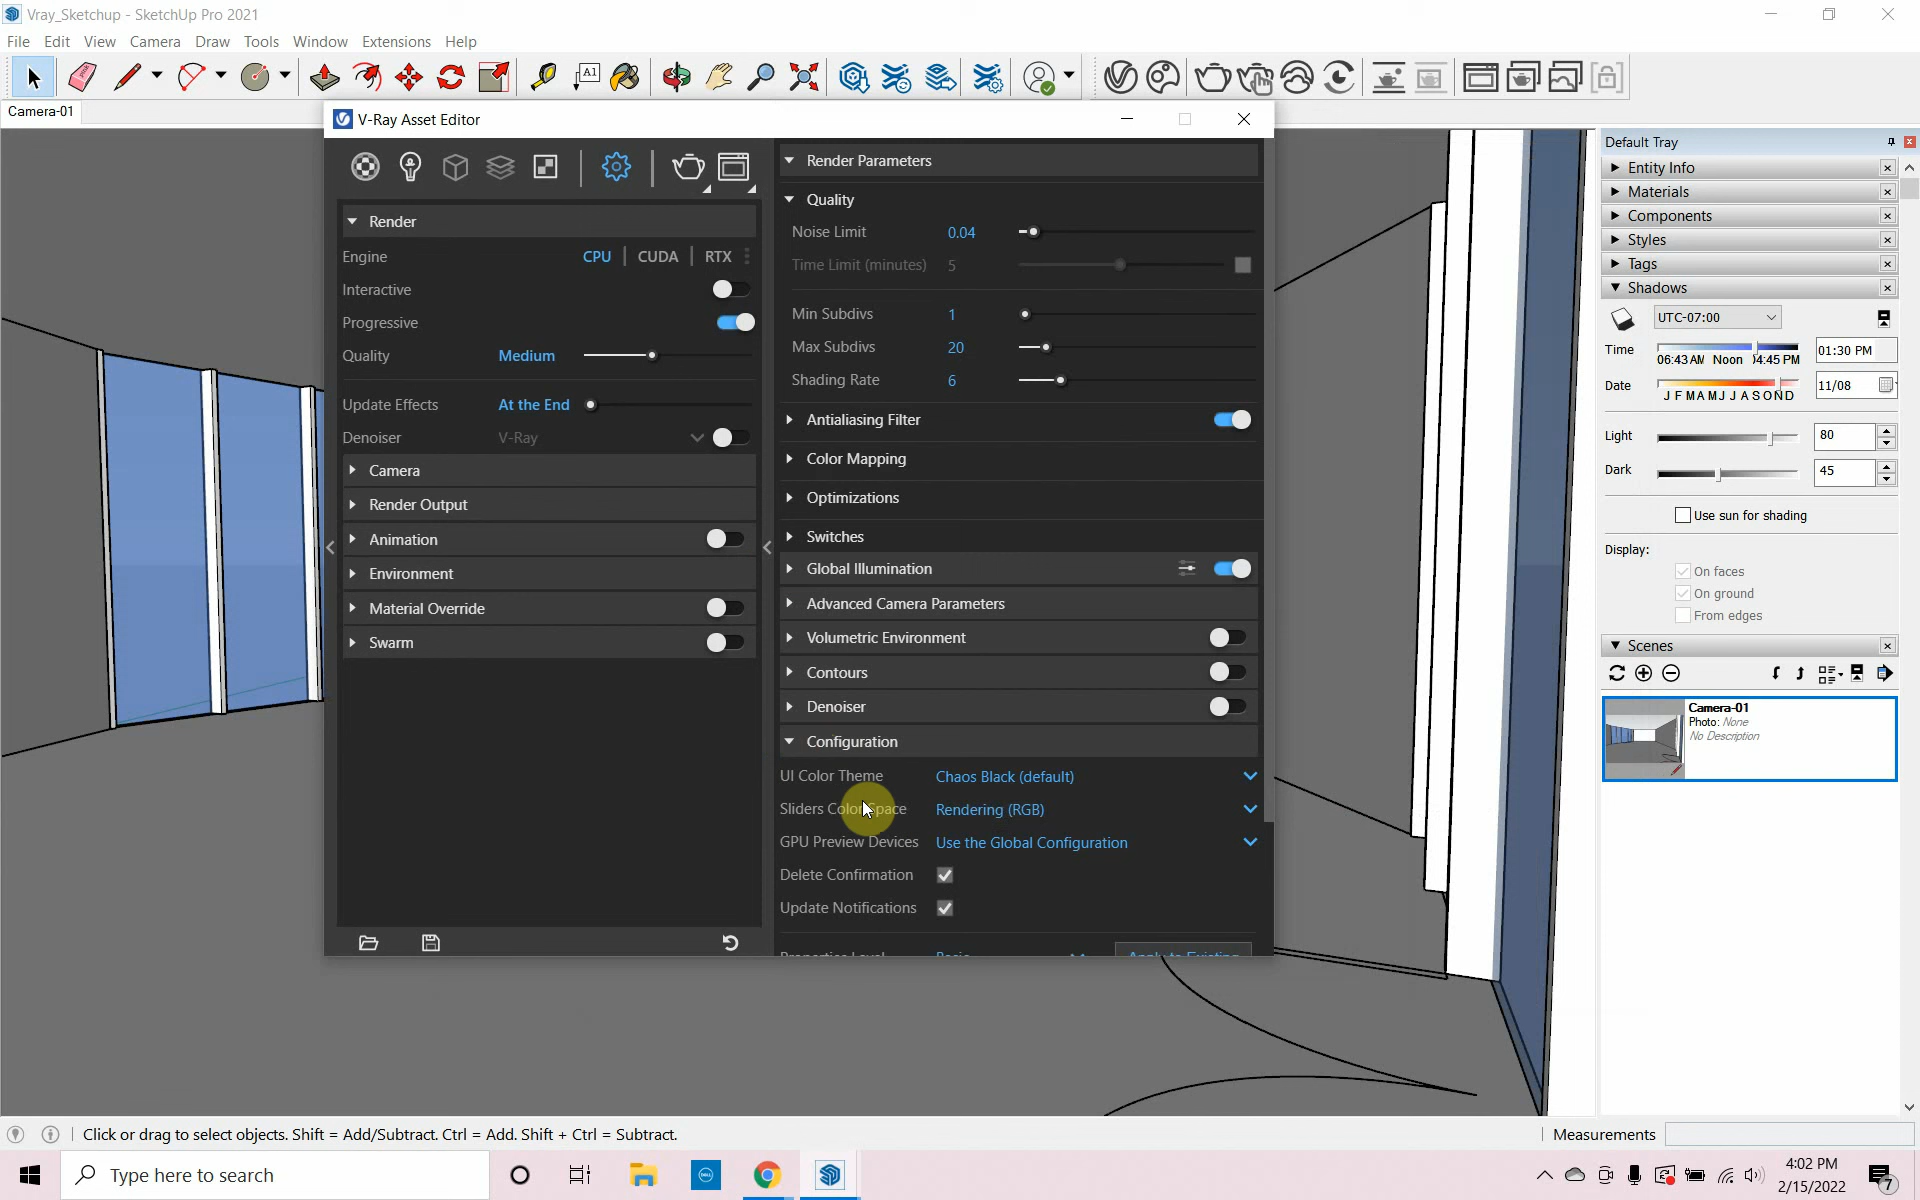 Vray_Sketchup - SketchUp Pro 2021
File Edit View Camera Draw Tools Window Extensions Help
A1
Camera-01
V-Ray Asset Editor
Render
Engine CPU CUDA RTX
Interactive
Progressive
Quality Medium
Update Effects At the End
Denoiser V-Ray
Camera
Render Output
Animation
Environment
Material Override
Swarm
Render Parameters
Quality
Noise Limit 0.04
Time Limit (minutes) 5
Min Subdivs 1
Max Subdivs 20
Shading Rate 6
Antialiasing Filter
Color Mapping
Optimizations
Switches
Global Illumination
Advanced Camera Parameters
Volumetric Environment
Contours
Denoiser
Configuration
UI Color Theme Chaos Black (default)
Sliders Color Space Rendering (RGB)
GPU Preview Devices Use the Global Configuration
Delete Confirmation
Update Notifications
Default Tray
Entity Info
Materials
Components
Styles
Tags
Shadows
UTC-07:00
Time 01:30 PM
06:43 AM Noon 04:45 PM
Date 11/08
J F M A M J J A S O N D
Light 80
Dark 45
Use sun for shading
Display:
On faces
On ground
From edges
Scenes
Camera-01
Photo: None
No Description
Click or drag to select objects. Shift = Add/Subtract. Ctrl = Add. Shift + Ctrl = Subtract.
Measurements
Type here to search
DELL
4:02 PM
2/15/2022
7